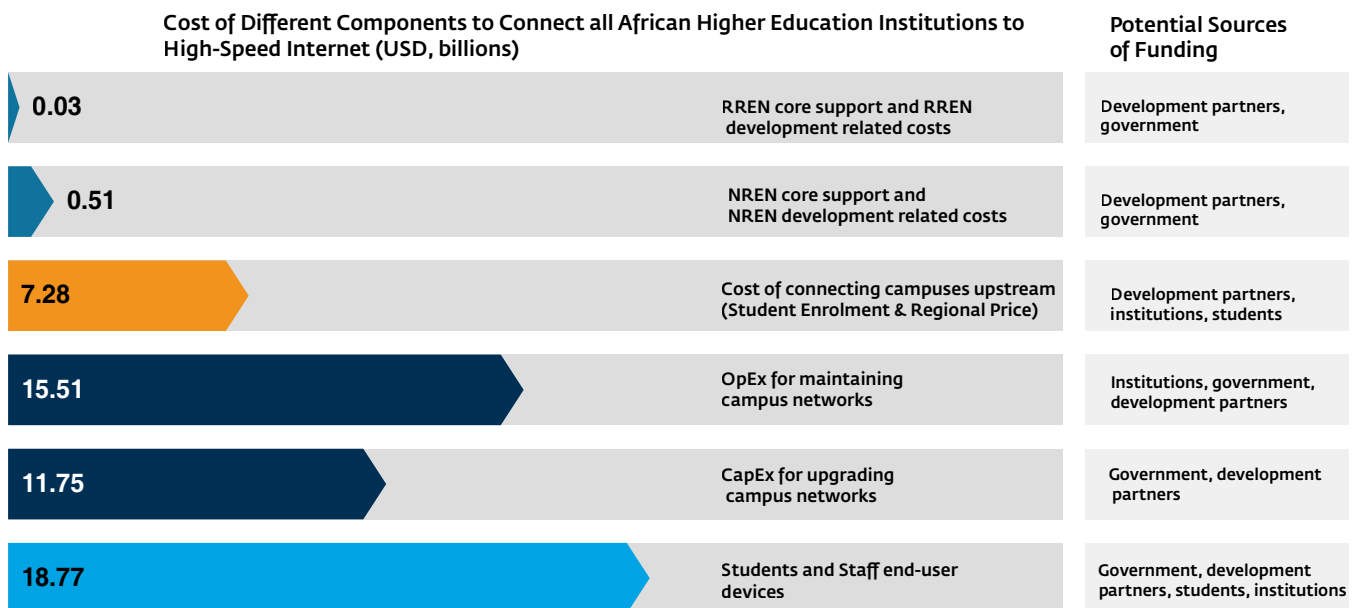 Cost of Different Components to Connect all African Higher Education Institutions to
High-Speed Internet (USD, billions)
Potential Sources
of Funding
0.03
RREN core support and RREN
development related costs
Development partners,
government
0.51
NREN core support and
NREN development related costs
Development partners,
government
7.28
Cost of connecting campuses upstream
(Student Enrolment & Regional Price)
Development partners,
institutions, students
15.51
OpEx for maintaining
campus networks
Institutions, government,
development partners
11.75
CapEx for upgrading
campus networks
Government, development
partners
18.77
Students and Staff end-user
devices
Government, development
partners, students, institutions